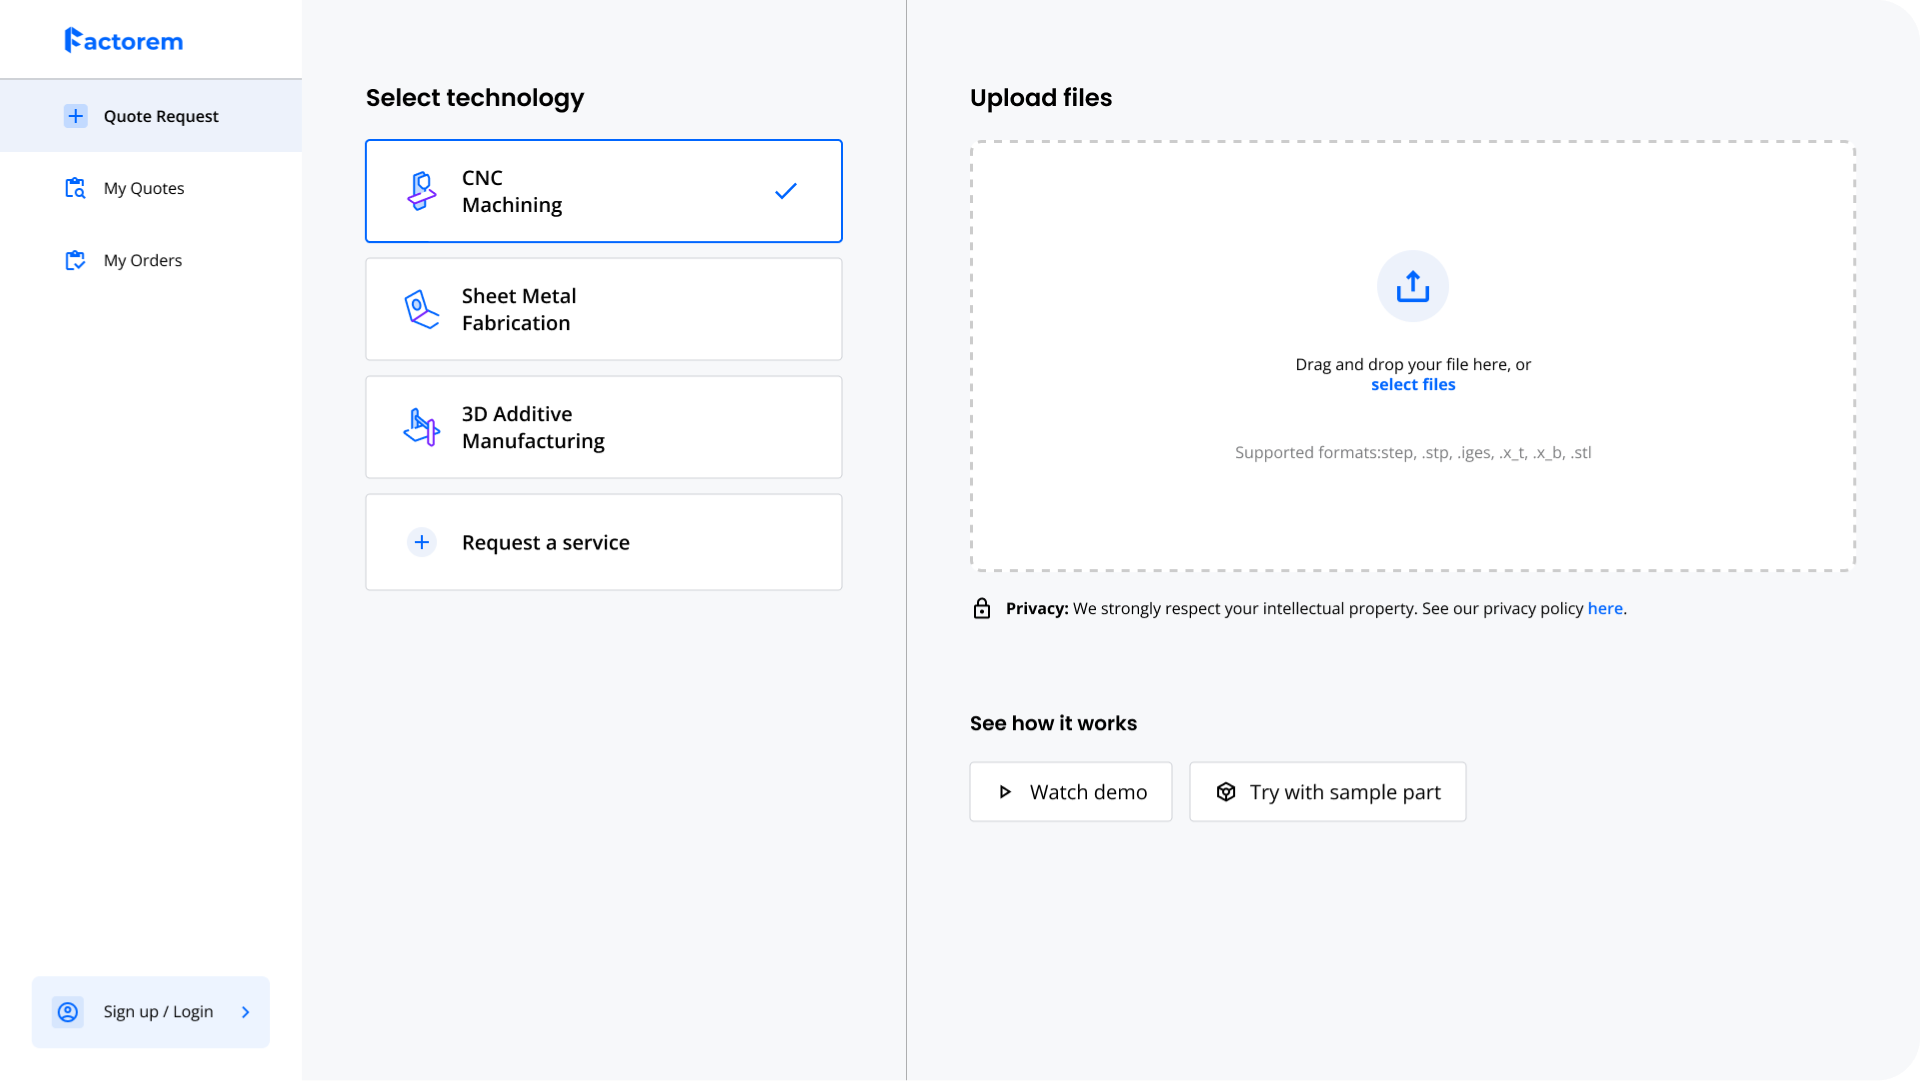 Factorem
Quote Request
My Quotes
My Orders
Sign up / Login
Select technology
CNC
Machining
Sheet Metal
Fabrication
3D Additive
Manufacturing
Request a service
Upload files
Drag and drop your file here, or
select files
Supported formats:step, .stp, .iges, .x_t, .x_b, .stl
Privacy: We strongly respect your intellectual property. See our privacy policy here.
See how it works
Watch demo
Try with sample part